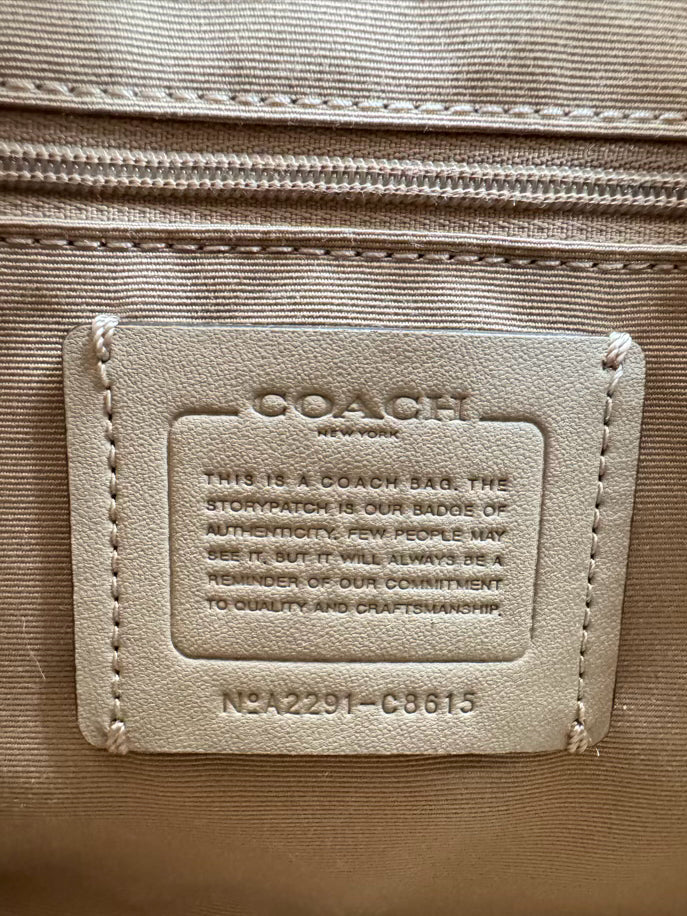 COACH
NEW YORK
THIS IS A COACH BAG. THE
STORYPATCH IS OUR BADGE OF
AUTHENTICITY. FEW PEOPLE MAY
SEE IT, BUT IT WILL ALWAYS BE A
REMINDER OF OUR COMMITMENT
TO QUALITY AND CRAFTSMANSHIP.
NºA2291-C8615